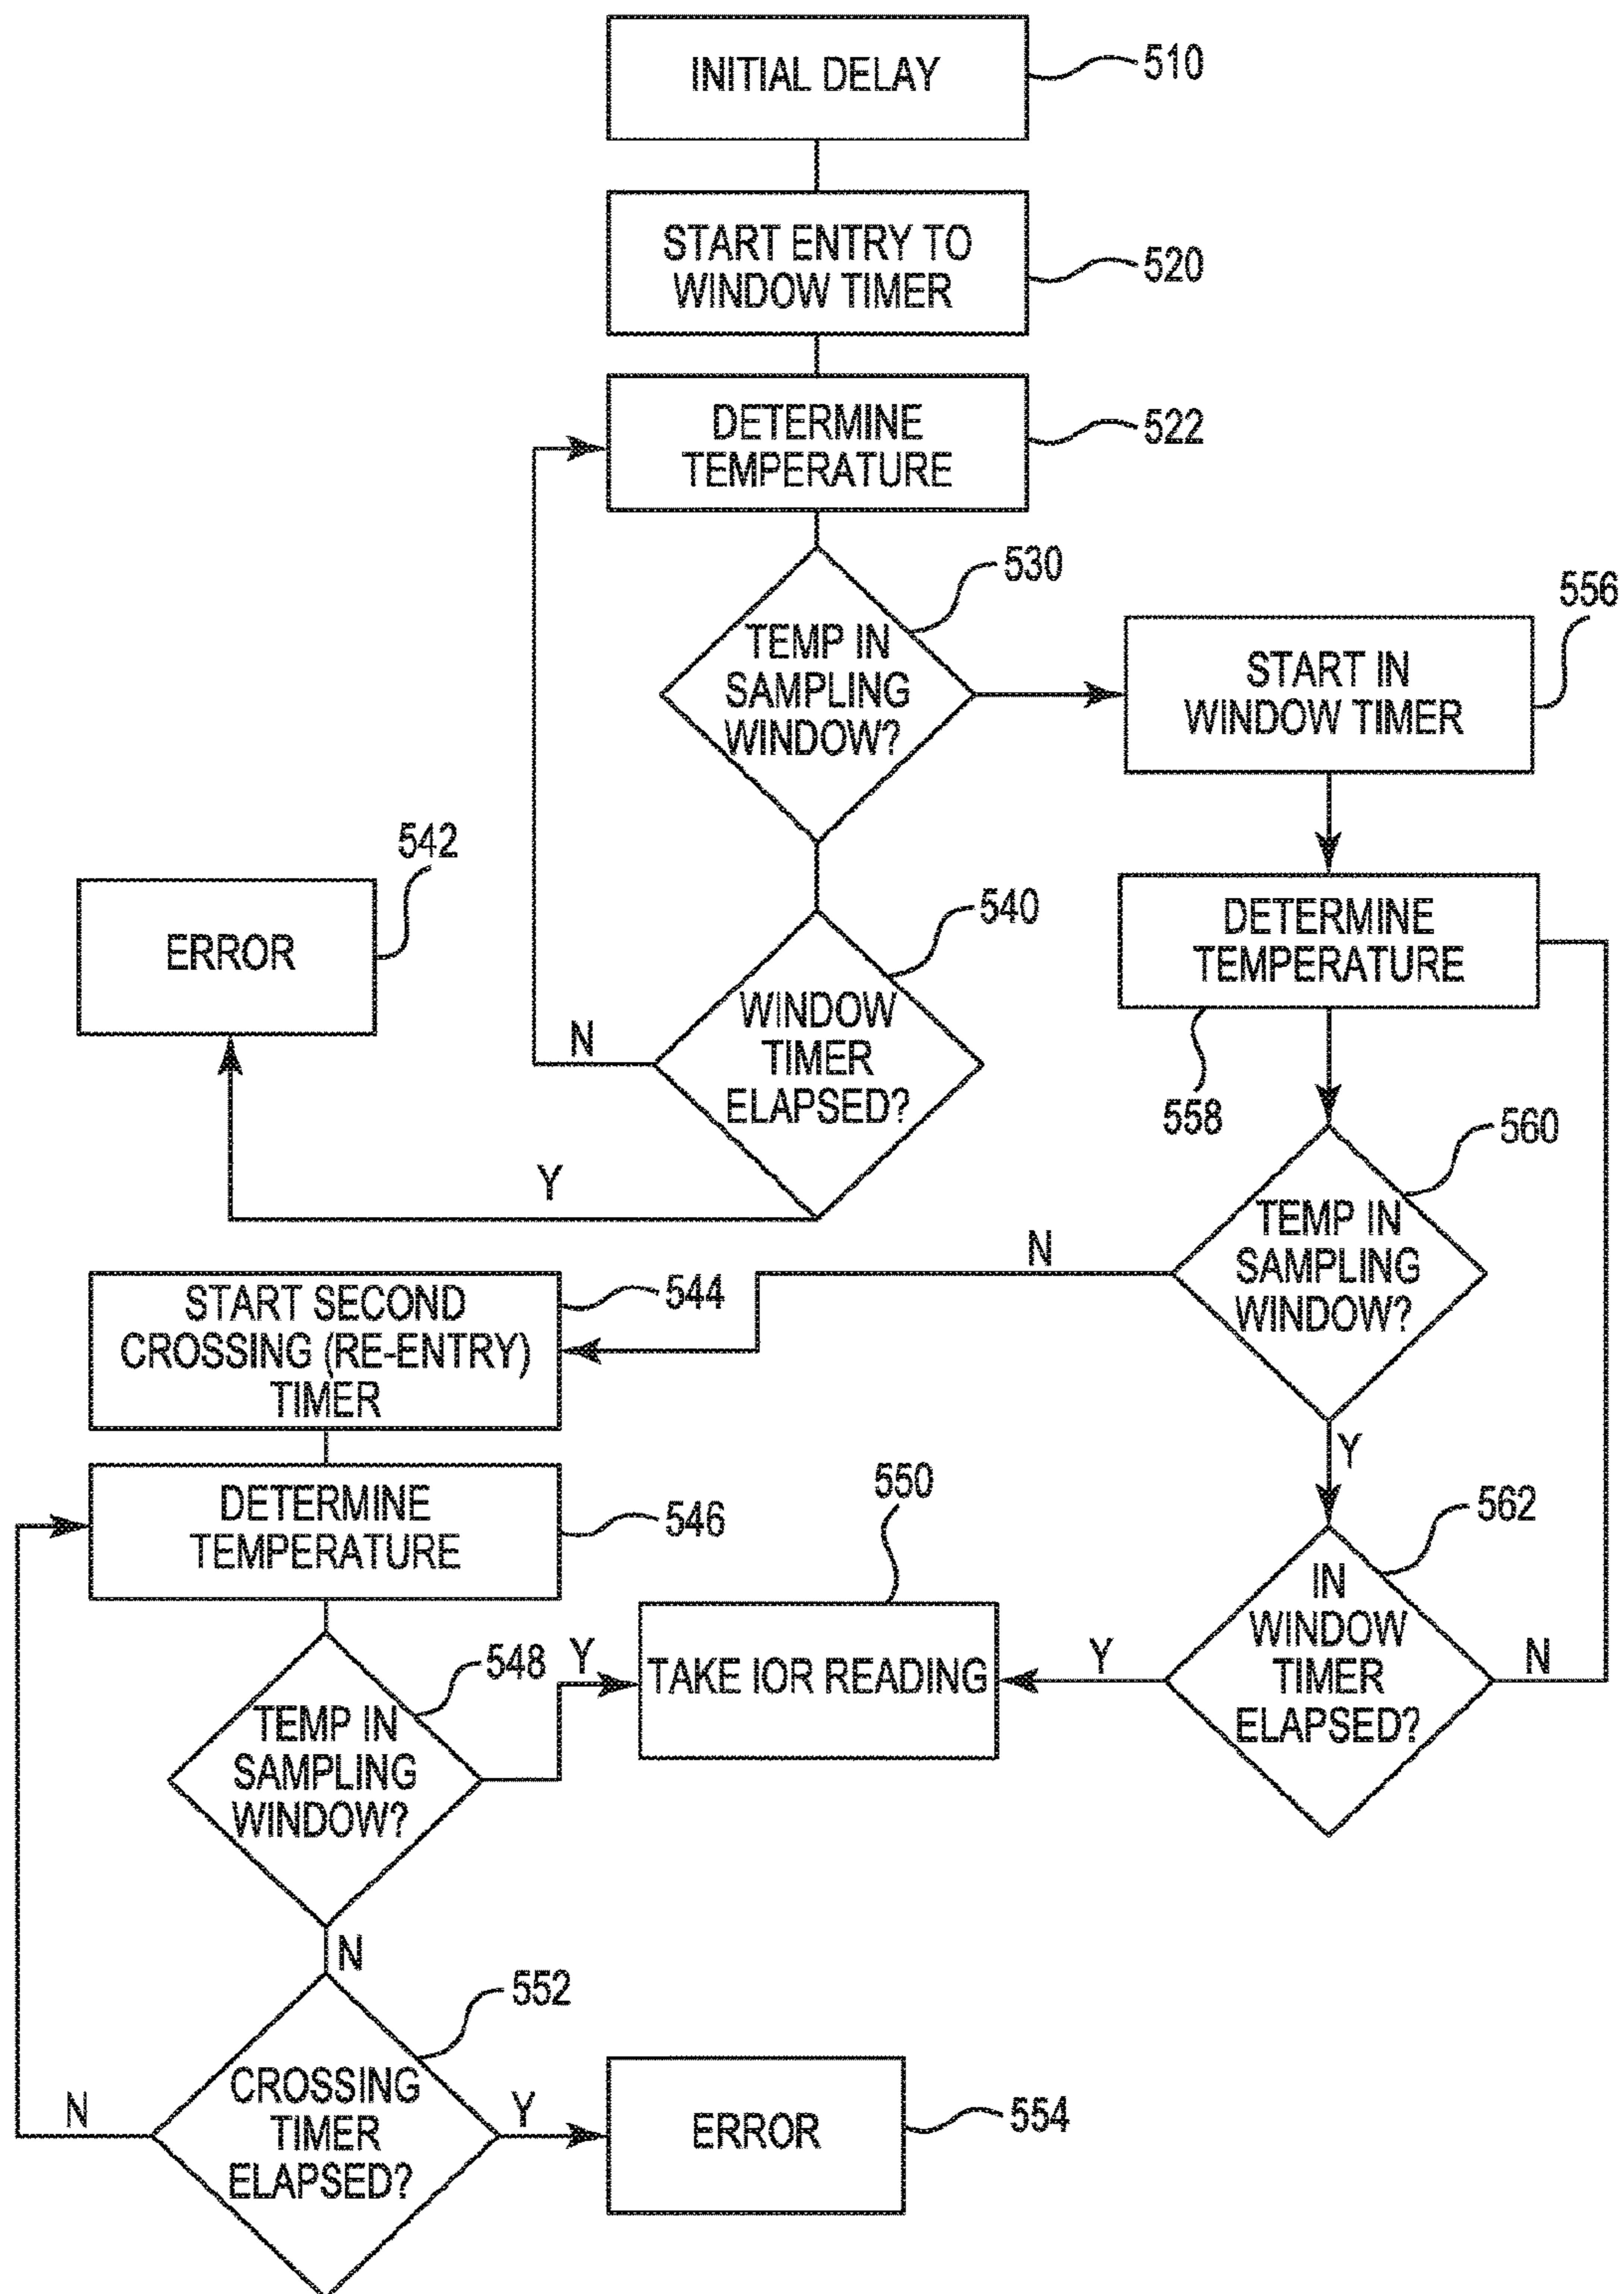 INITIAL DELAY
510
START ENTRY TO
WINDOW TIMER
520
DETERMINE
TEMPERATURE
522
530
TEMP IN
SAMPLING
WINDOW?
556
START IN
WINDOW TIMER
542
ERROR
540
WINDOW
TIMER
ELAPSED?
N
Y
DETERMINE
TEMPERATURE
558
560
TEMP IN
SAMPLING
WINDOW?
N
Y
START SECOND
CROSSING (RE-ENTRY)
TIMER
544
DETERMINE
TEMPERATURE
546
550
TAKE IOR READING
562
IN
WINDOW
TIMER
ELAPSED?
Y
N
548
TEMP IN
SAMPLING
WINDOW?
Y
N
552
CROSSING
TIMER
ELAPSED?
N
Y
ERROR
554